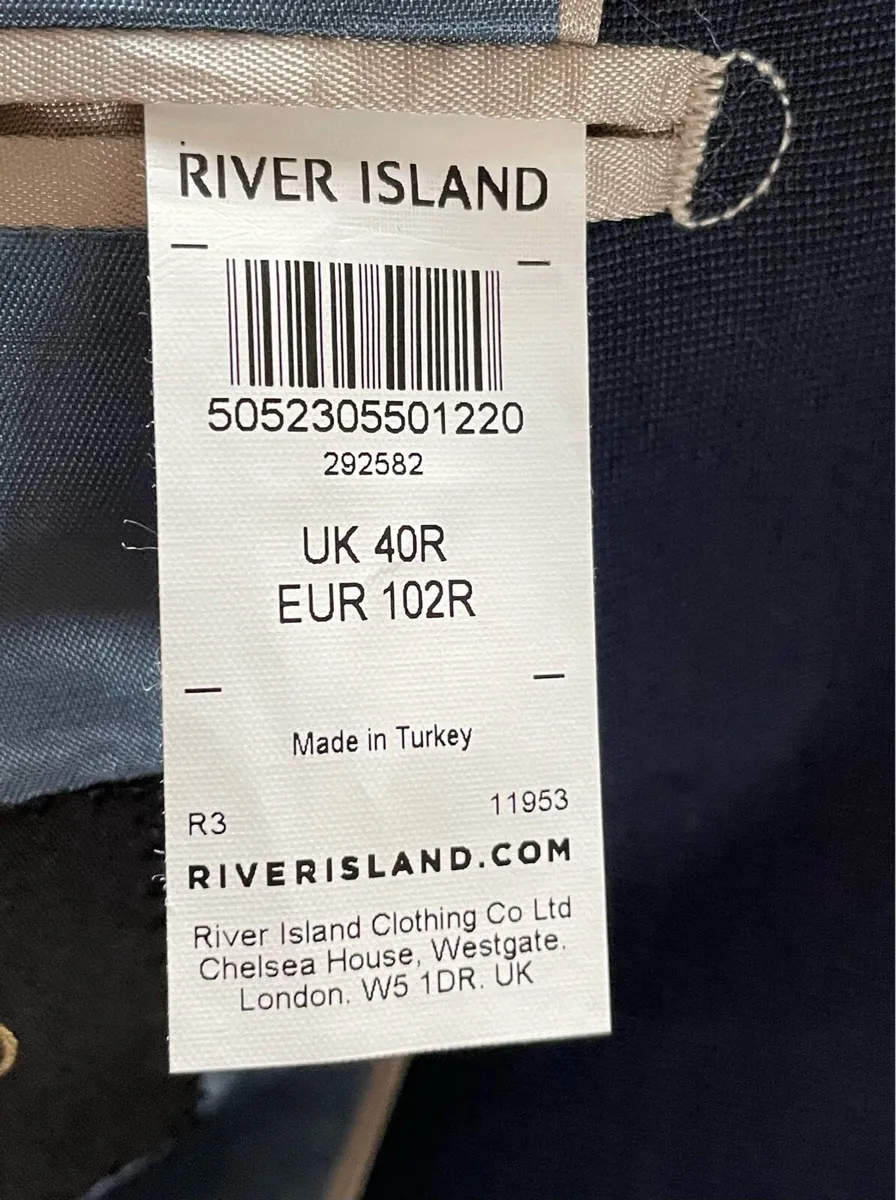 RIVER ISLAND
5052305501220
292582
UK 40R
EUR 102R
Made in Turkey
R3 11953
RIVERISLAND.COM
River Island Clothing Co Ltd
Chelsea House, Westgate.
London. W5 1DR. UK